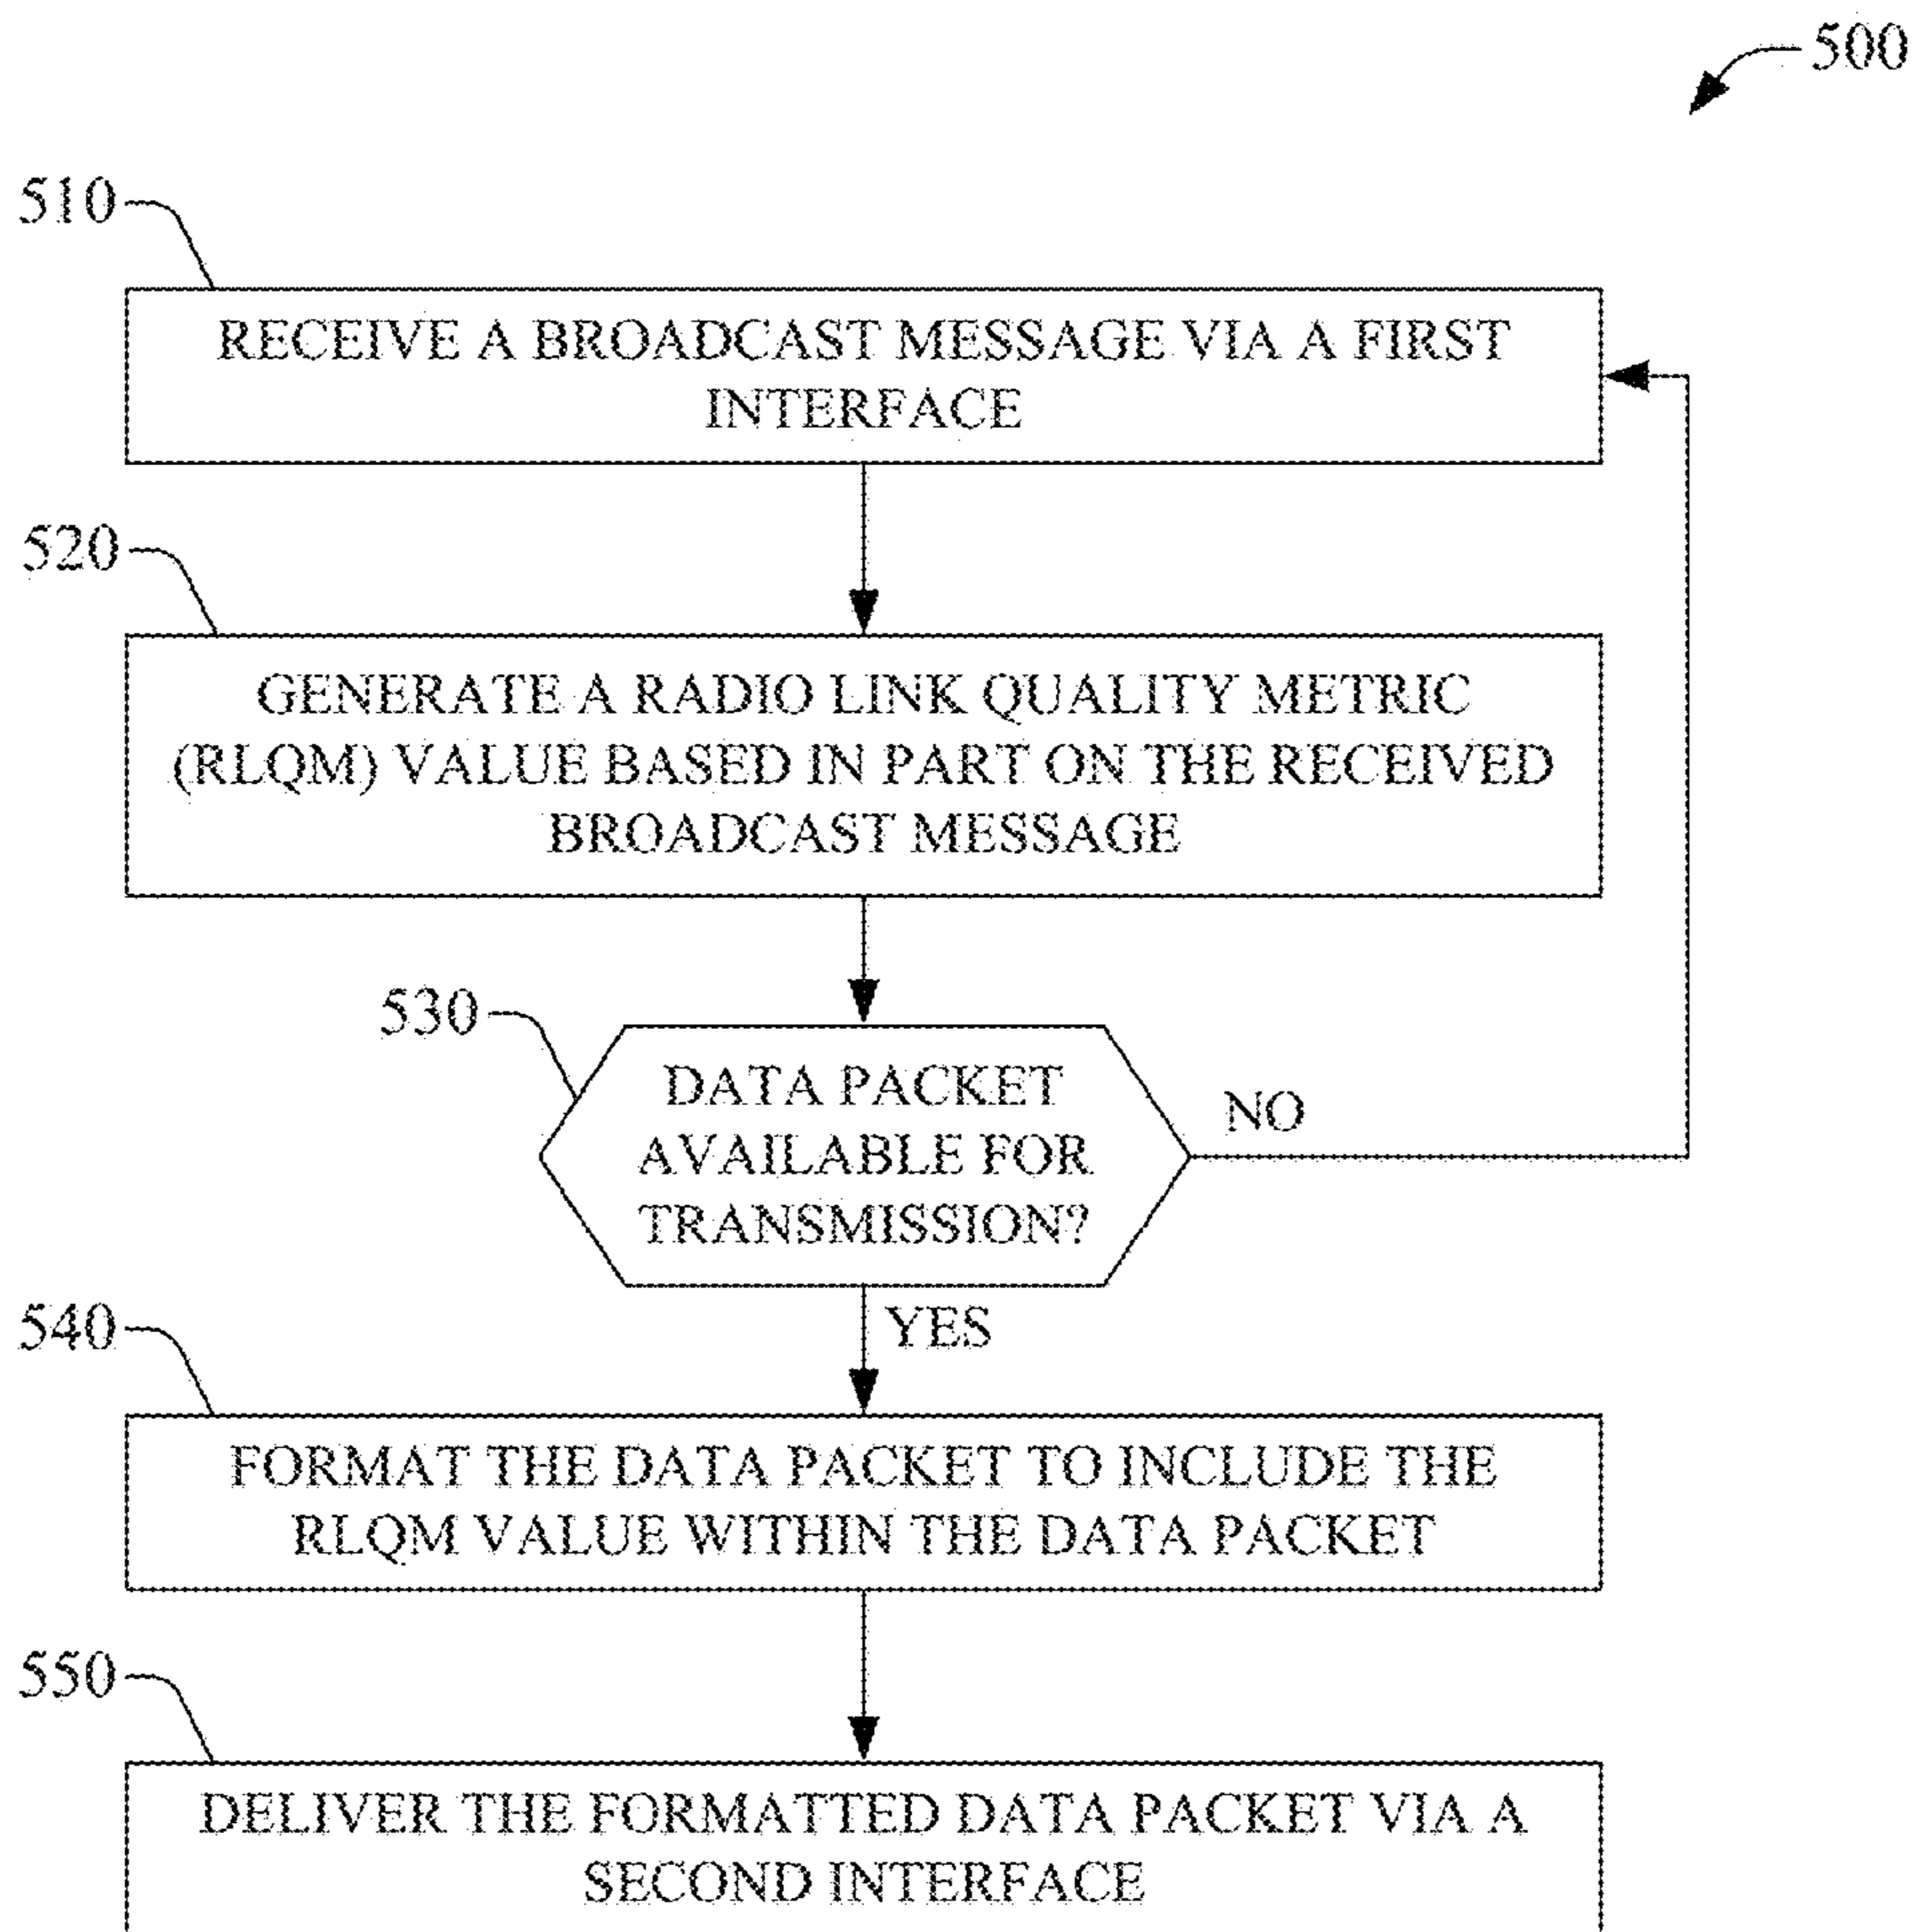 500
510
RECEIVE A BROADCAST MESSAGE VIA A FIRST
INTERFACE
520
GENERATE A RADIO LINK QUALITY METRIC
(RLQM) VALUE BASED IN PART ON THE RECEIVED
BROADCAST MESSAGE
530
DATA PACKET
AVAILABLE FOR
TRANSMISSION?
NO
YES
540
FORMAT THE DATA PACKET TO INCLUDE THE
RLQM VALUE WITHIN THE DATA PACKET
550
DELIVER THE FORMATTED DATA PACKET VIA A
SECOND INTERFACE